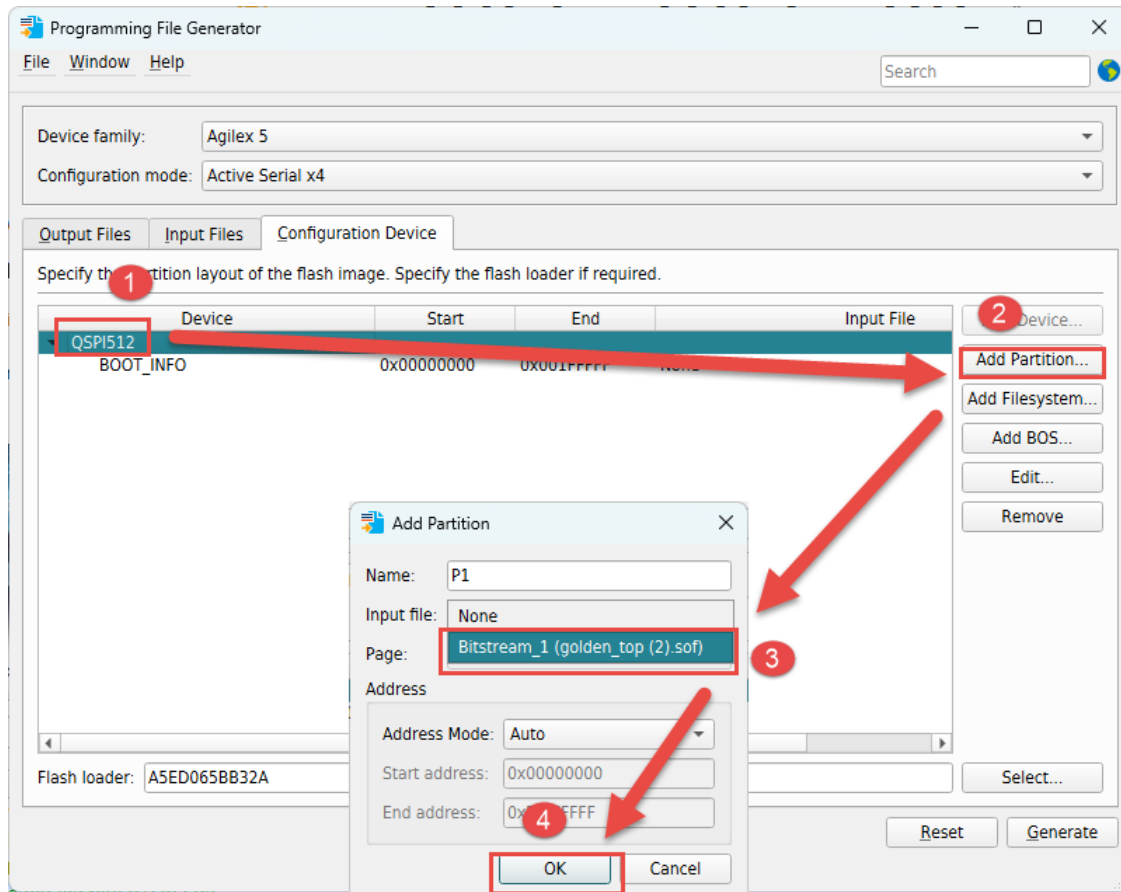 Programming File Generator
File Window Help
Search
Device family: Agilex 5
Configuration mode: Active Serial x4
Output Files Input Files Configuration Device
Specify the partition layout of the flash image. Specify the flash loader if required.
1
2
Device Start End Input File
Device...
QSPI512
Add Partition...
BOOT_INFO 0x00000000 0x001FFFFF None
Add Filesystem...
Add BOS...
Edit...
Remove
Add Partition
Name: P1
Input file: None
Bitstream_1 (golden_top (2).sof)
Page:
3
Address
Address Mode: Auto
Start address: 0x00000000
End address:
4
Flash loader: A5ED065BB32A
Select...
Reset Generate
OK Cancel